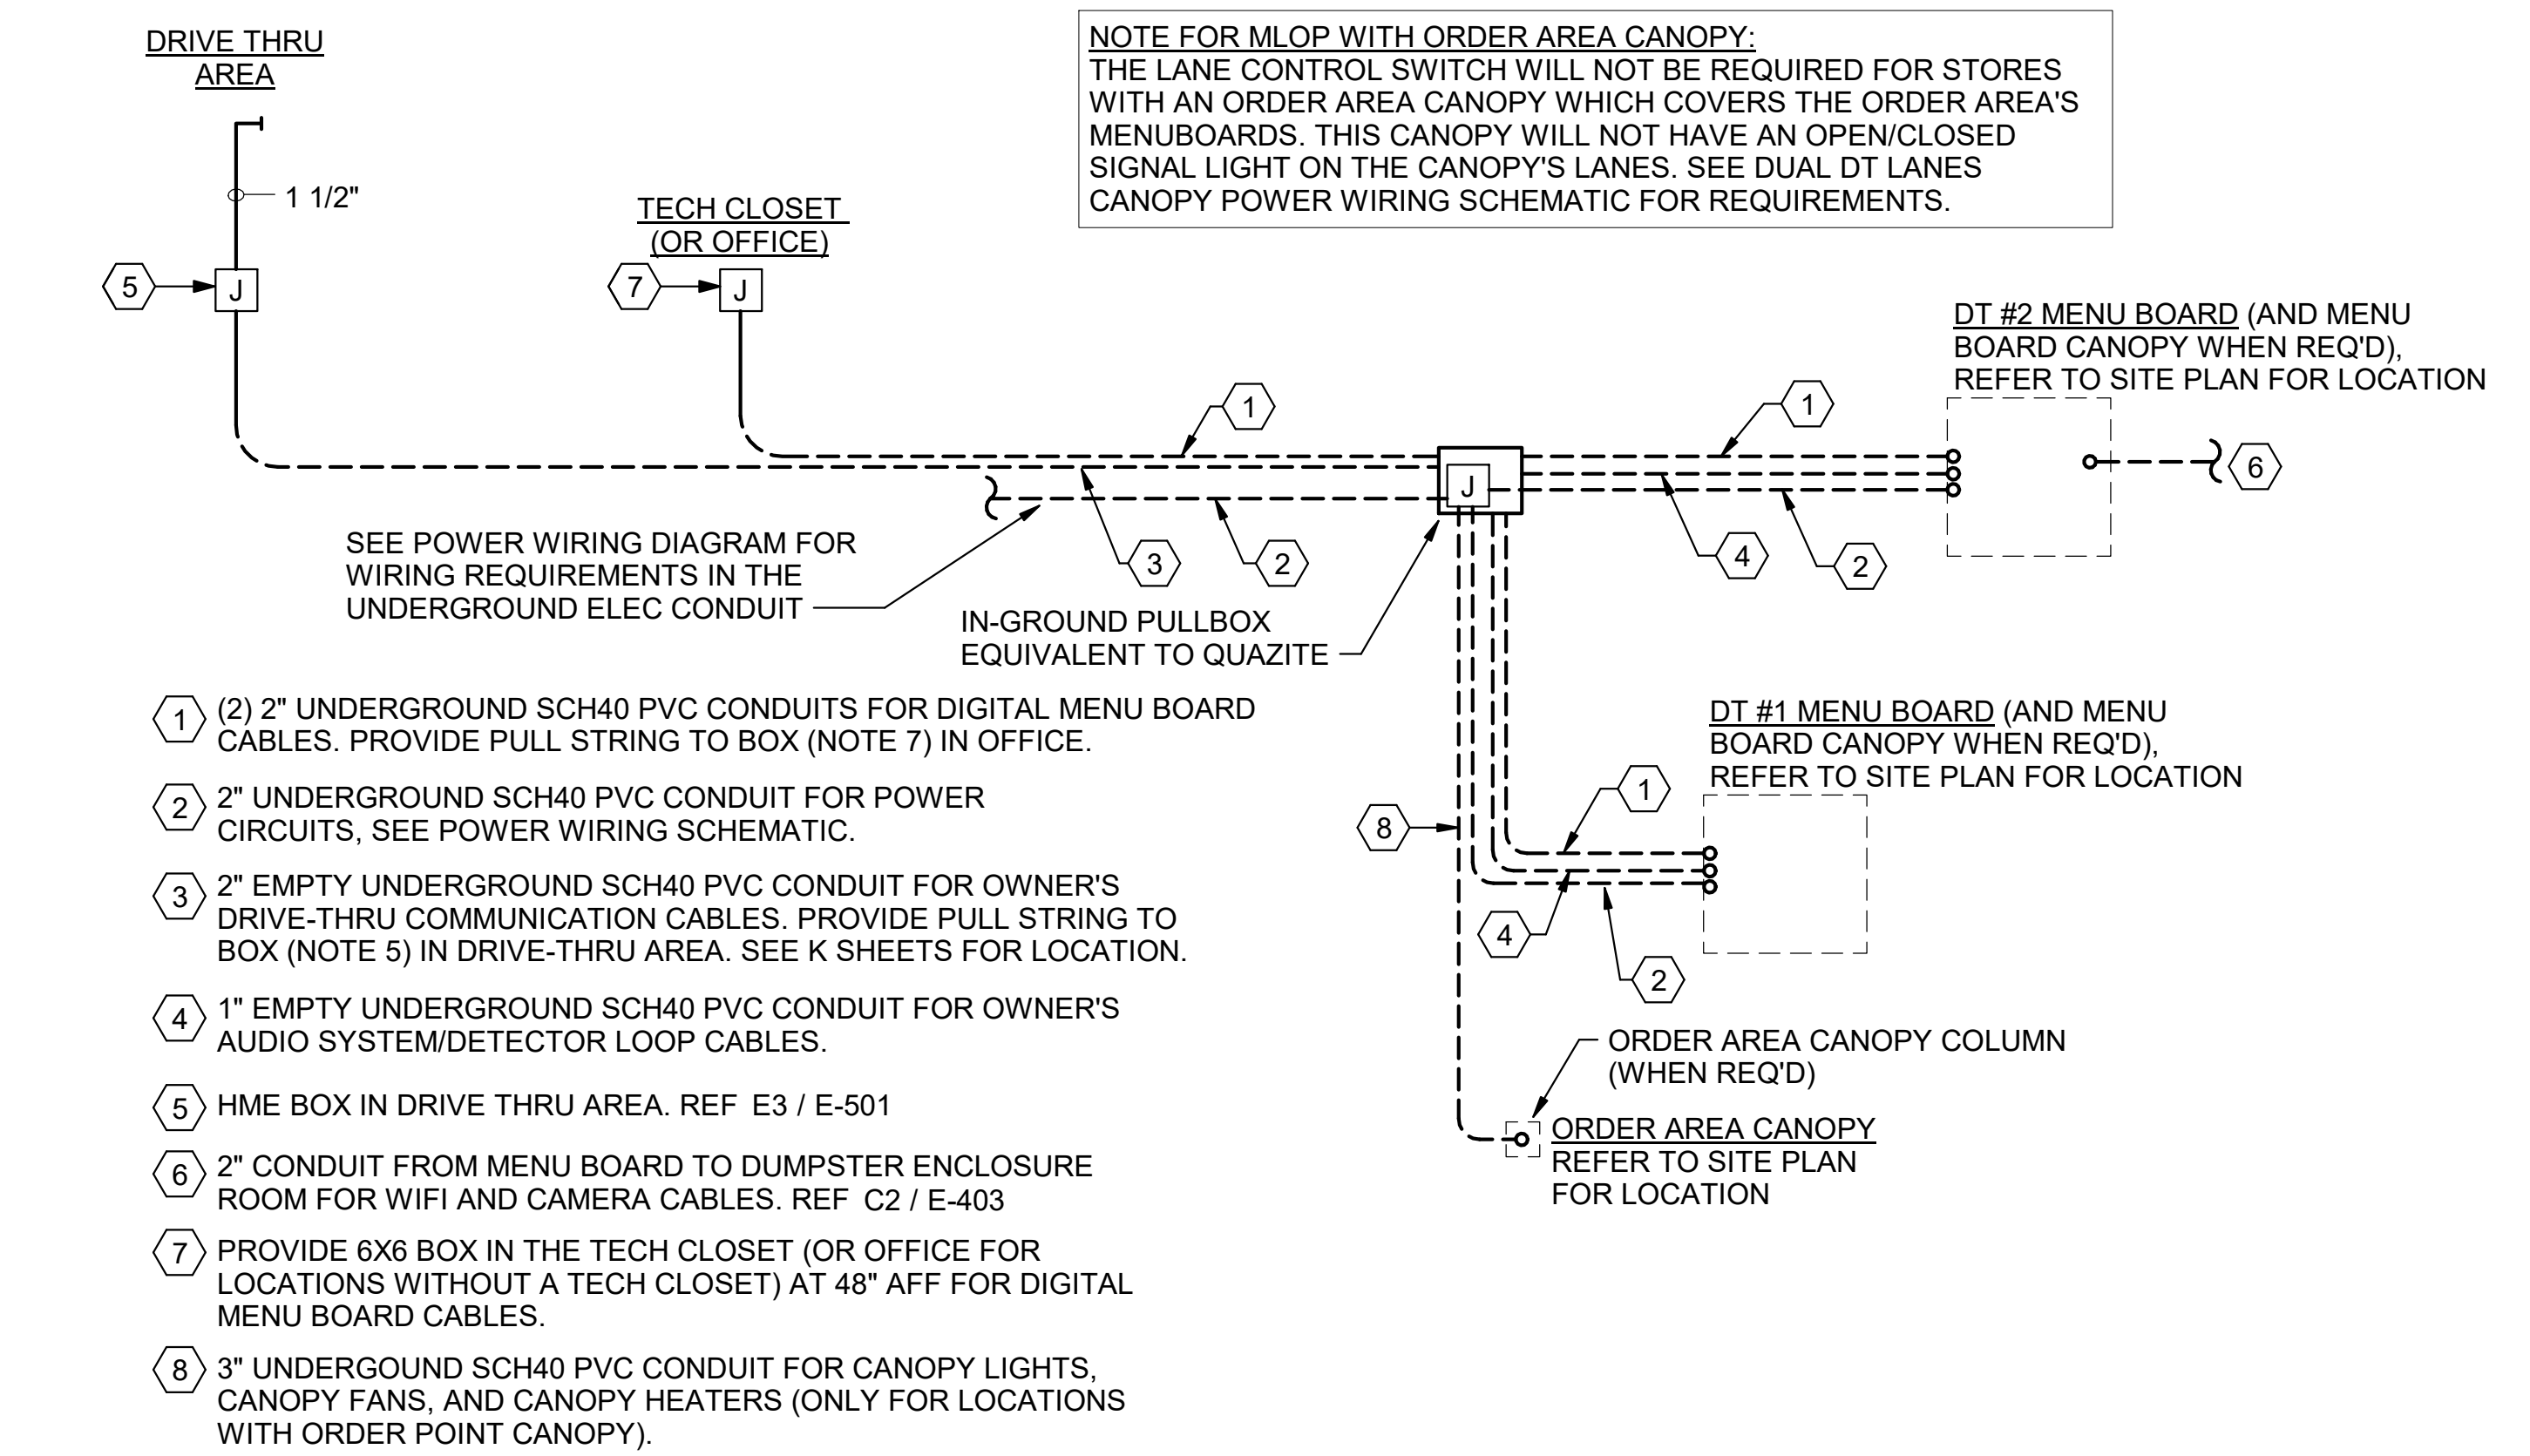 DRIVE THRU
AREA
1 1/2"
5
J
TECH CLOSET
(OR OFFICE)
7
J
NOTE FOR MLOP WITH ORDER AREA CANOPY:
THE LANE CONTROL SWITCH WILL NOT BE REQUIRED FOR STORES
WITH AN ORDER AREA CANOPY WHICH COVERS THE ORDER AREA'S
MENUBOARDS. THIS CANOPY WILL NOT HAVE AN OPEN/CLOSED
SIGNAL LIGHT ON THE CANOPY'S LANES. SEE DUAL DT LANES
CANOPY POWER WIRING SCHEMATIC FOR REQUIREMENTS.
DT #2 MENU BOARD (AND MENU
BOARD CANOPY WHEN REQ'D),
REFER TO SITE PLAN FOR LOCATION
1
1
6
J
3
2
4
2
SEE POWER WIRING DIAGRAM FOR
WIRING REQUIREMENTS IN THE
UNDERGROUND ELEC CONDUIT
IN-GROUND PULLBOX
EQUIVALENT TO QUAZITE
DT #1 MENU BOARD (AND MENU
BOARD CANOPY WHEN REQ'D),
REFER TO SITE PLAN FOR LOCATION
1
8
4
2
ORDER AREA CANOPY COLUMN
(WHEN REQ'D)
ORDER AREA CANOPY
REFER TO SITE PLAN
FOR LOCATION
1 (2) 2" UNDERGROUND SCH40 PVC CONDUITS FOR DIGITAL MENU BOARD
CABLES. PROVIDE PULL STRING TO BOX (NOTE 7) IN OFFICE.
2 2" UNDERGROUND SCH40 PVC CONDUIT FOR POWER
CIRCUITS, SEE POWER WIRING SCHEMATIC.
3 2" EMPTY UNDERGROUND SCH40 PVC CONDUIT FOR OWNER'S
DRIVE-THRU COMMUNICATION CABLES. PROVIDE PULL STRING TO
BOX (NOTE 5) IN DRIVE-THRU AREA. SEE K SHEETS FOR LOCATION.
4 1" EMPTY UNDERGROUND SCH40 PVC CONDUIT FOR OWNER'S
AUDIO SYSTEM/DETECTOR LOOP CABLES.
5 HME BOX IN DRIVE THRU AREA. REF E3 / E-501
6 2" CONDUIT FROM MENU BOARD TO DUMPSTER ENCLOSURE
ROOM FOR WIFI AND CAMERA CABLES. REF C2 / E-403
7 PROVIDE 6X6 BOX IN THE TECH CLOSET (OR OFFICE FOR
LOCATIONS WITHOUT A TECH CLOSET) AT 48" AFF FOR DIGITAL
MENU BOARD CABLES.
8 3" UNDERGOUND SCH40 PVC CONDUIT FOR CANOPY LIGHTS,
CANOPY FANS, AND CANOPY HEATERS (ONLY FOR LOCATIONS
WITH ORDER POINT CANOPY).